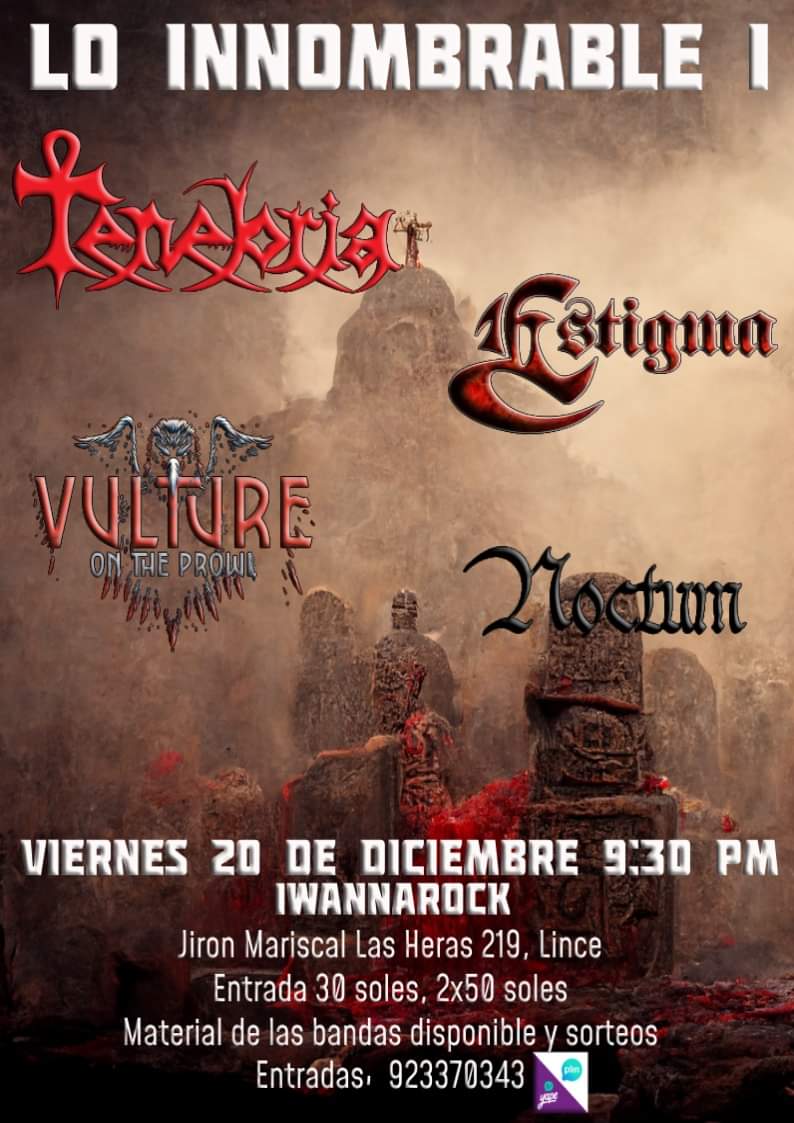 LO INNOMBRABLE I
Tenebria
Estigma
VULTURE
ON THE PROWL
Noctum
VIERNES 20 DE DICIEMBRE 9:30 PM
IWANNAROCK
Jiron Mariscal Las Heras 219, Lince
Entrada 30 soles, 2x50 soles
Material de las bandas disponible y sorteos
Entradas: 923370343
plin
yape